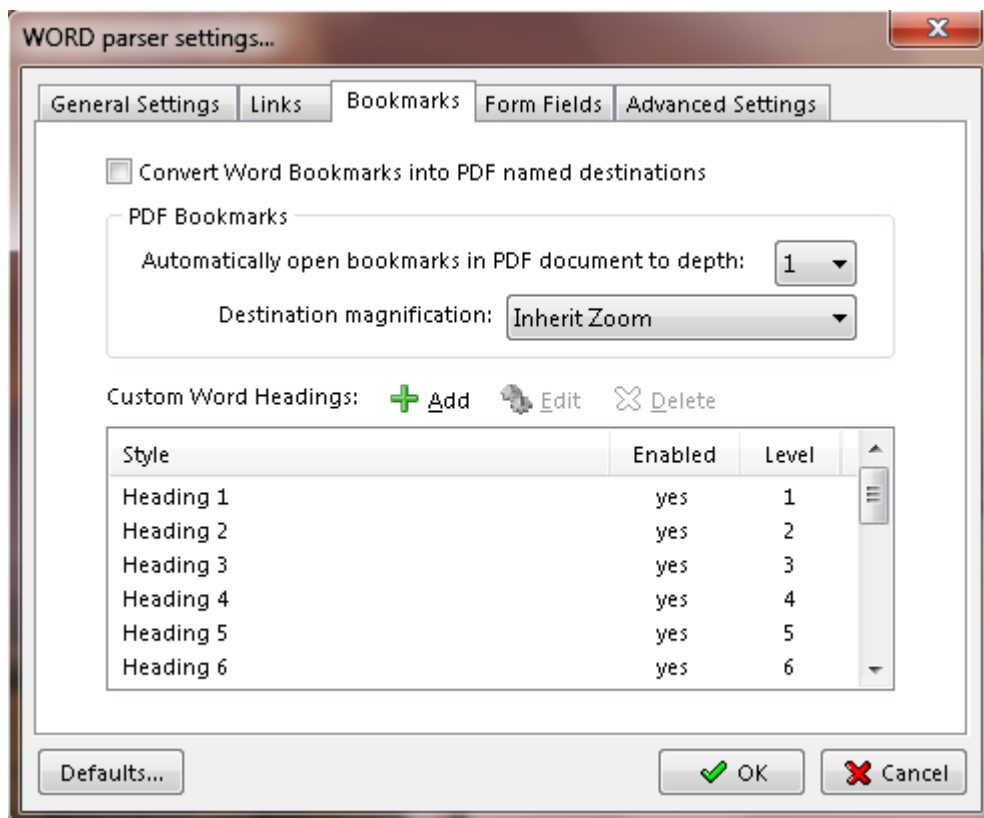 WORD parser settings...
General Settings Links Bookmarks Form Fields Advanced Settings
Convert Word Bookmarks into PDF named destinations
PDF Bookmarks
Automatically open bookmarks in PDF document to depth: 1
Destination magnification: Inherit Zoom
Custom Word Headings: Add Edit Delete
Style Enabled Level
Heading 1 yes 1
Heading 2 yes 2
Heading 3 yes 3
Heading 4 yes 4
Heading 5 yes 5
Heading 6 yes 6
Defaults... OK Cancel